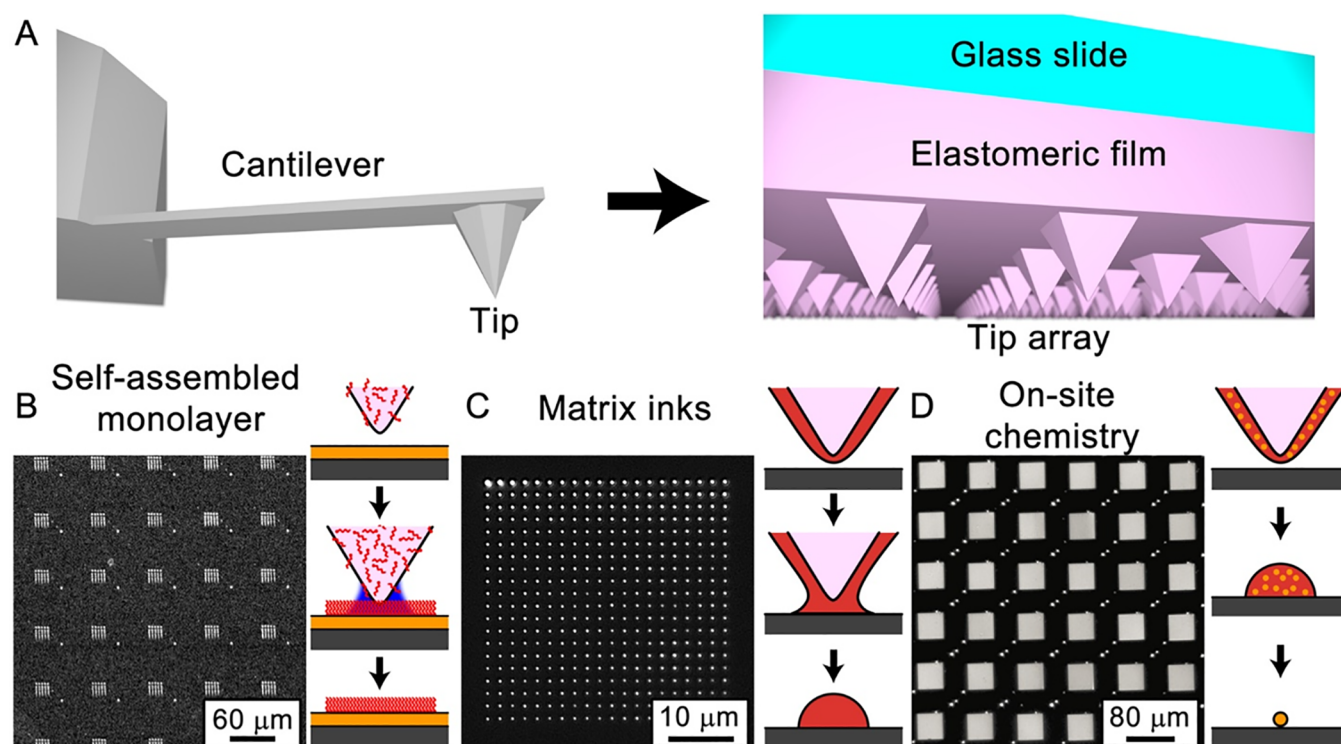 A
Cantilever
Tip
Glass slide
Elastomeric film
Tip array
B
Self-assembled
monolayer
60 μm
C
Matrix inks
10 μm
D
On-site
chemistry
80 μm